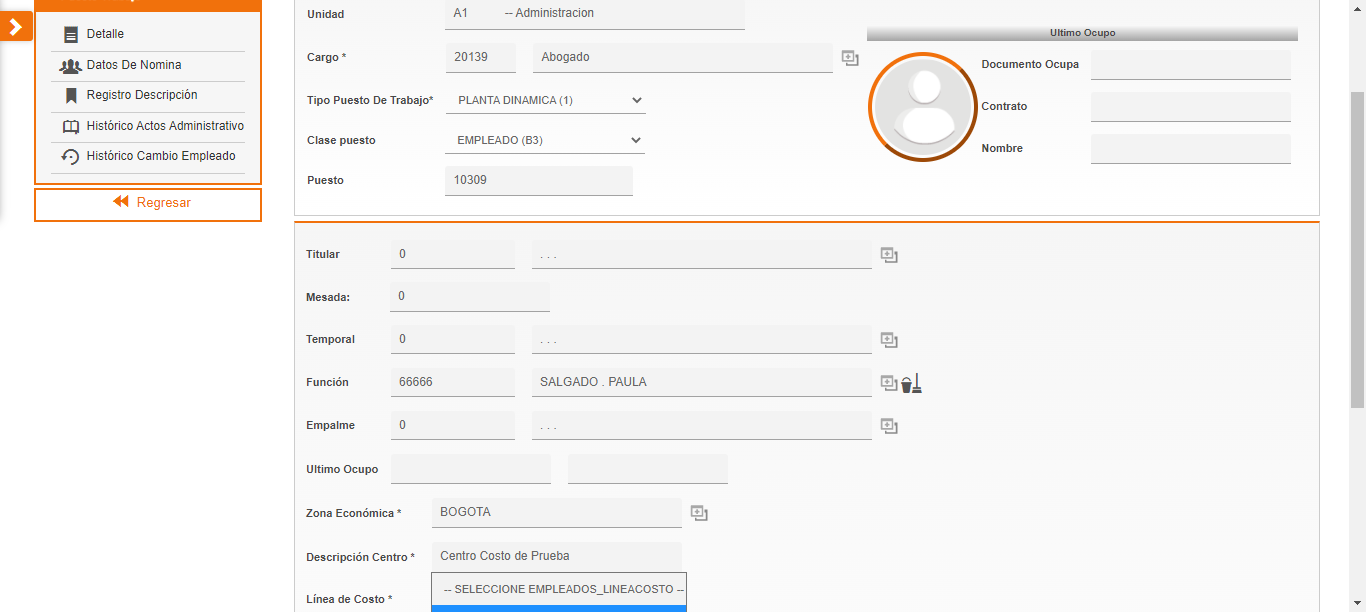 Detalle
Datos De Nomina
Registro Descripción
Histórico Actos Administrativo
Histórico Cambio Empleado
Regresar
Unidad A1 -- Administracion
Cargo * 20139 Abogado
Tipo Puesto De Trabajo* PLANTA DINAMICA (1)
Clase puesto EMPLEADO (B3)
Puesto 10309
Ultimo Ocupo
Documento Ocupa
Contrato
Nombre
Titular 0 . . .
Mesada: 0
Temporal 0 . . .
Función 66666 SALGADO . PAULA
Empalme 0 . . .
Ultimo Ocupo
Zona Económica * BOGOTA
Descripción Centro * Centro Costo de Prueba
Línea de Costo * -- SELECCIONE EMPLEADOS_LINEACOSTO --